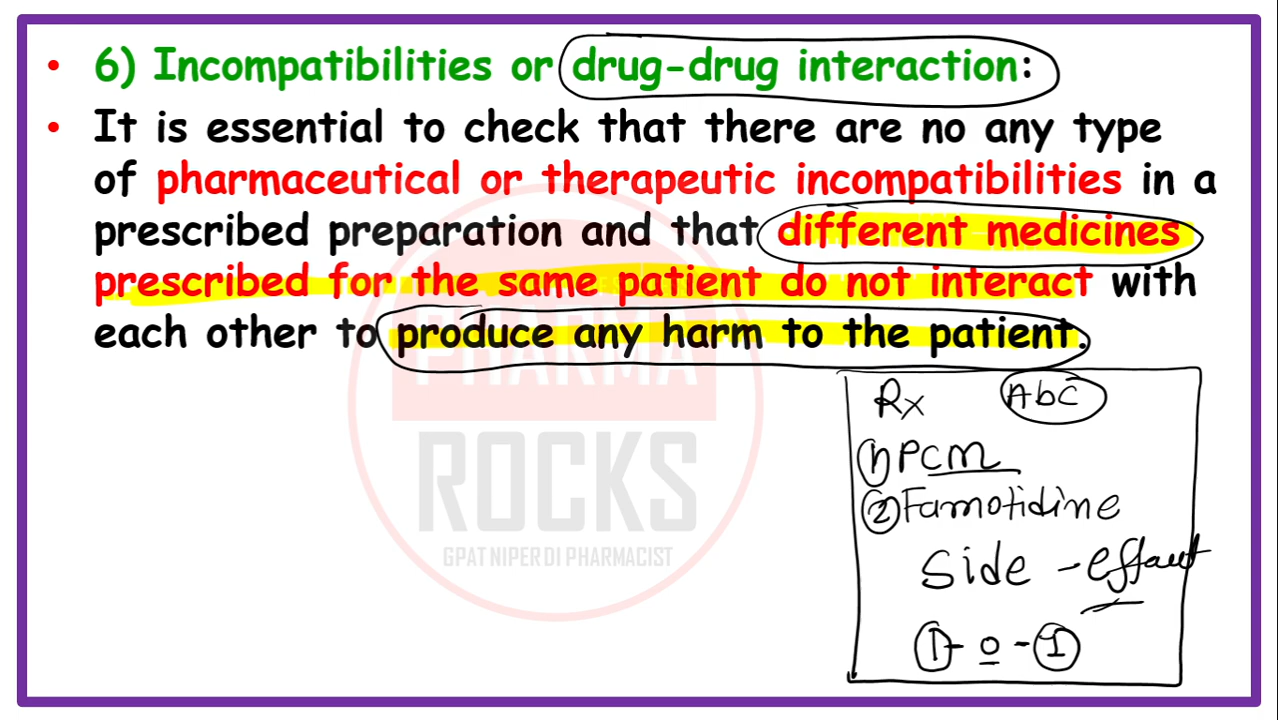 • 6) Incompatibilities or drug-drug interaction:
• It is essential to check that there are no any type
of pharmaceutical or therapeutic incompatibilities in a
prescribed preparation and that different medicines
prescribed for the same patient do not interact with
each other to produce any harm to the patient.
PHARMA
ROCKS
GPAT NIPER DI PHARMACIST
Rx Abc
1) PCM
2) Famotidine
Side -
1 - 0 - 1